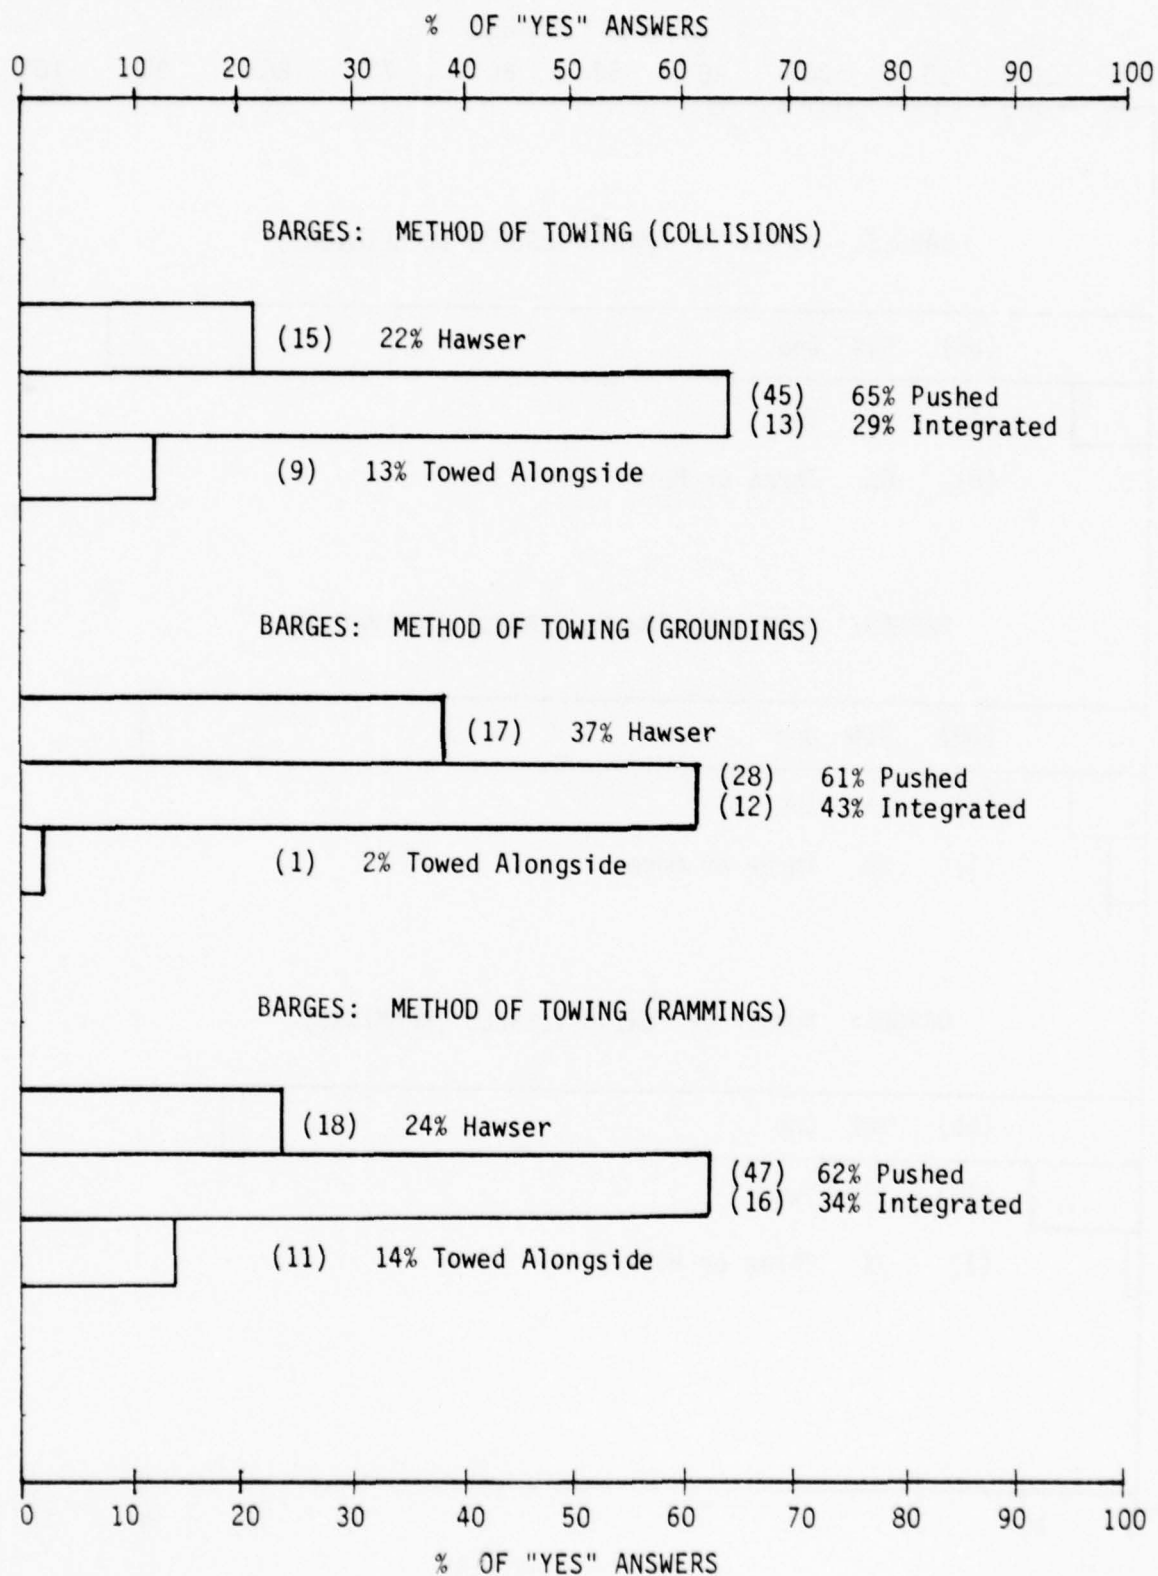 % OF "YES" ANSWERS
0 10 20 30 40 50 60 70 80 90 100
BARGES: METHOD OF TOWING (COLLISIONS)
(15) 22% Hawser
(45) 65% Pushed
(13) 29% Integrated
(9) 13% Towed Alongside
BARGES: METHOD OF TOWING (GROUNDINGS)
(17) 37% Hawser
(28) 61% Pushed
(12) 43% Integrated
(1) 2% Towed Alongside
BARGES: METHOD OF TOWING (RAMMINGS)
(18) 24% Hawser
(47) 62% Pushed
(16) 34% Integrated
(11) 14% Towed Alongside
0 10 20 30 40 50 60 70 80 90 100
% OF "YES" ANSWERS